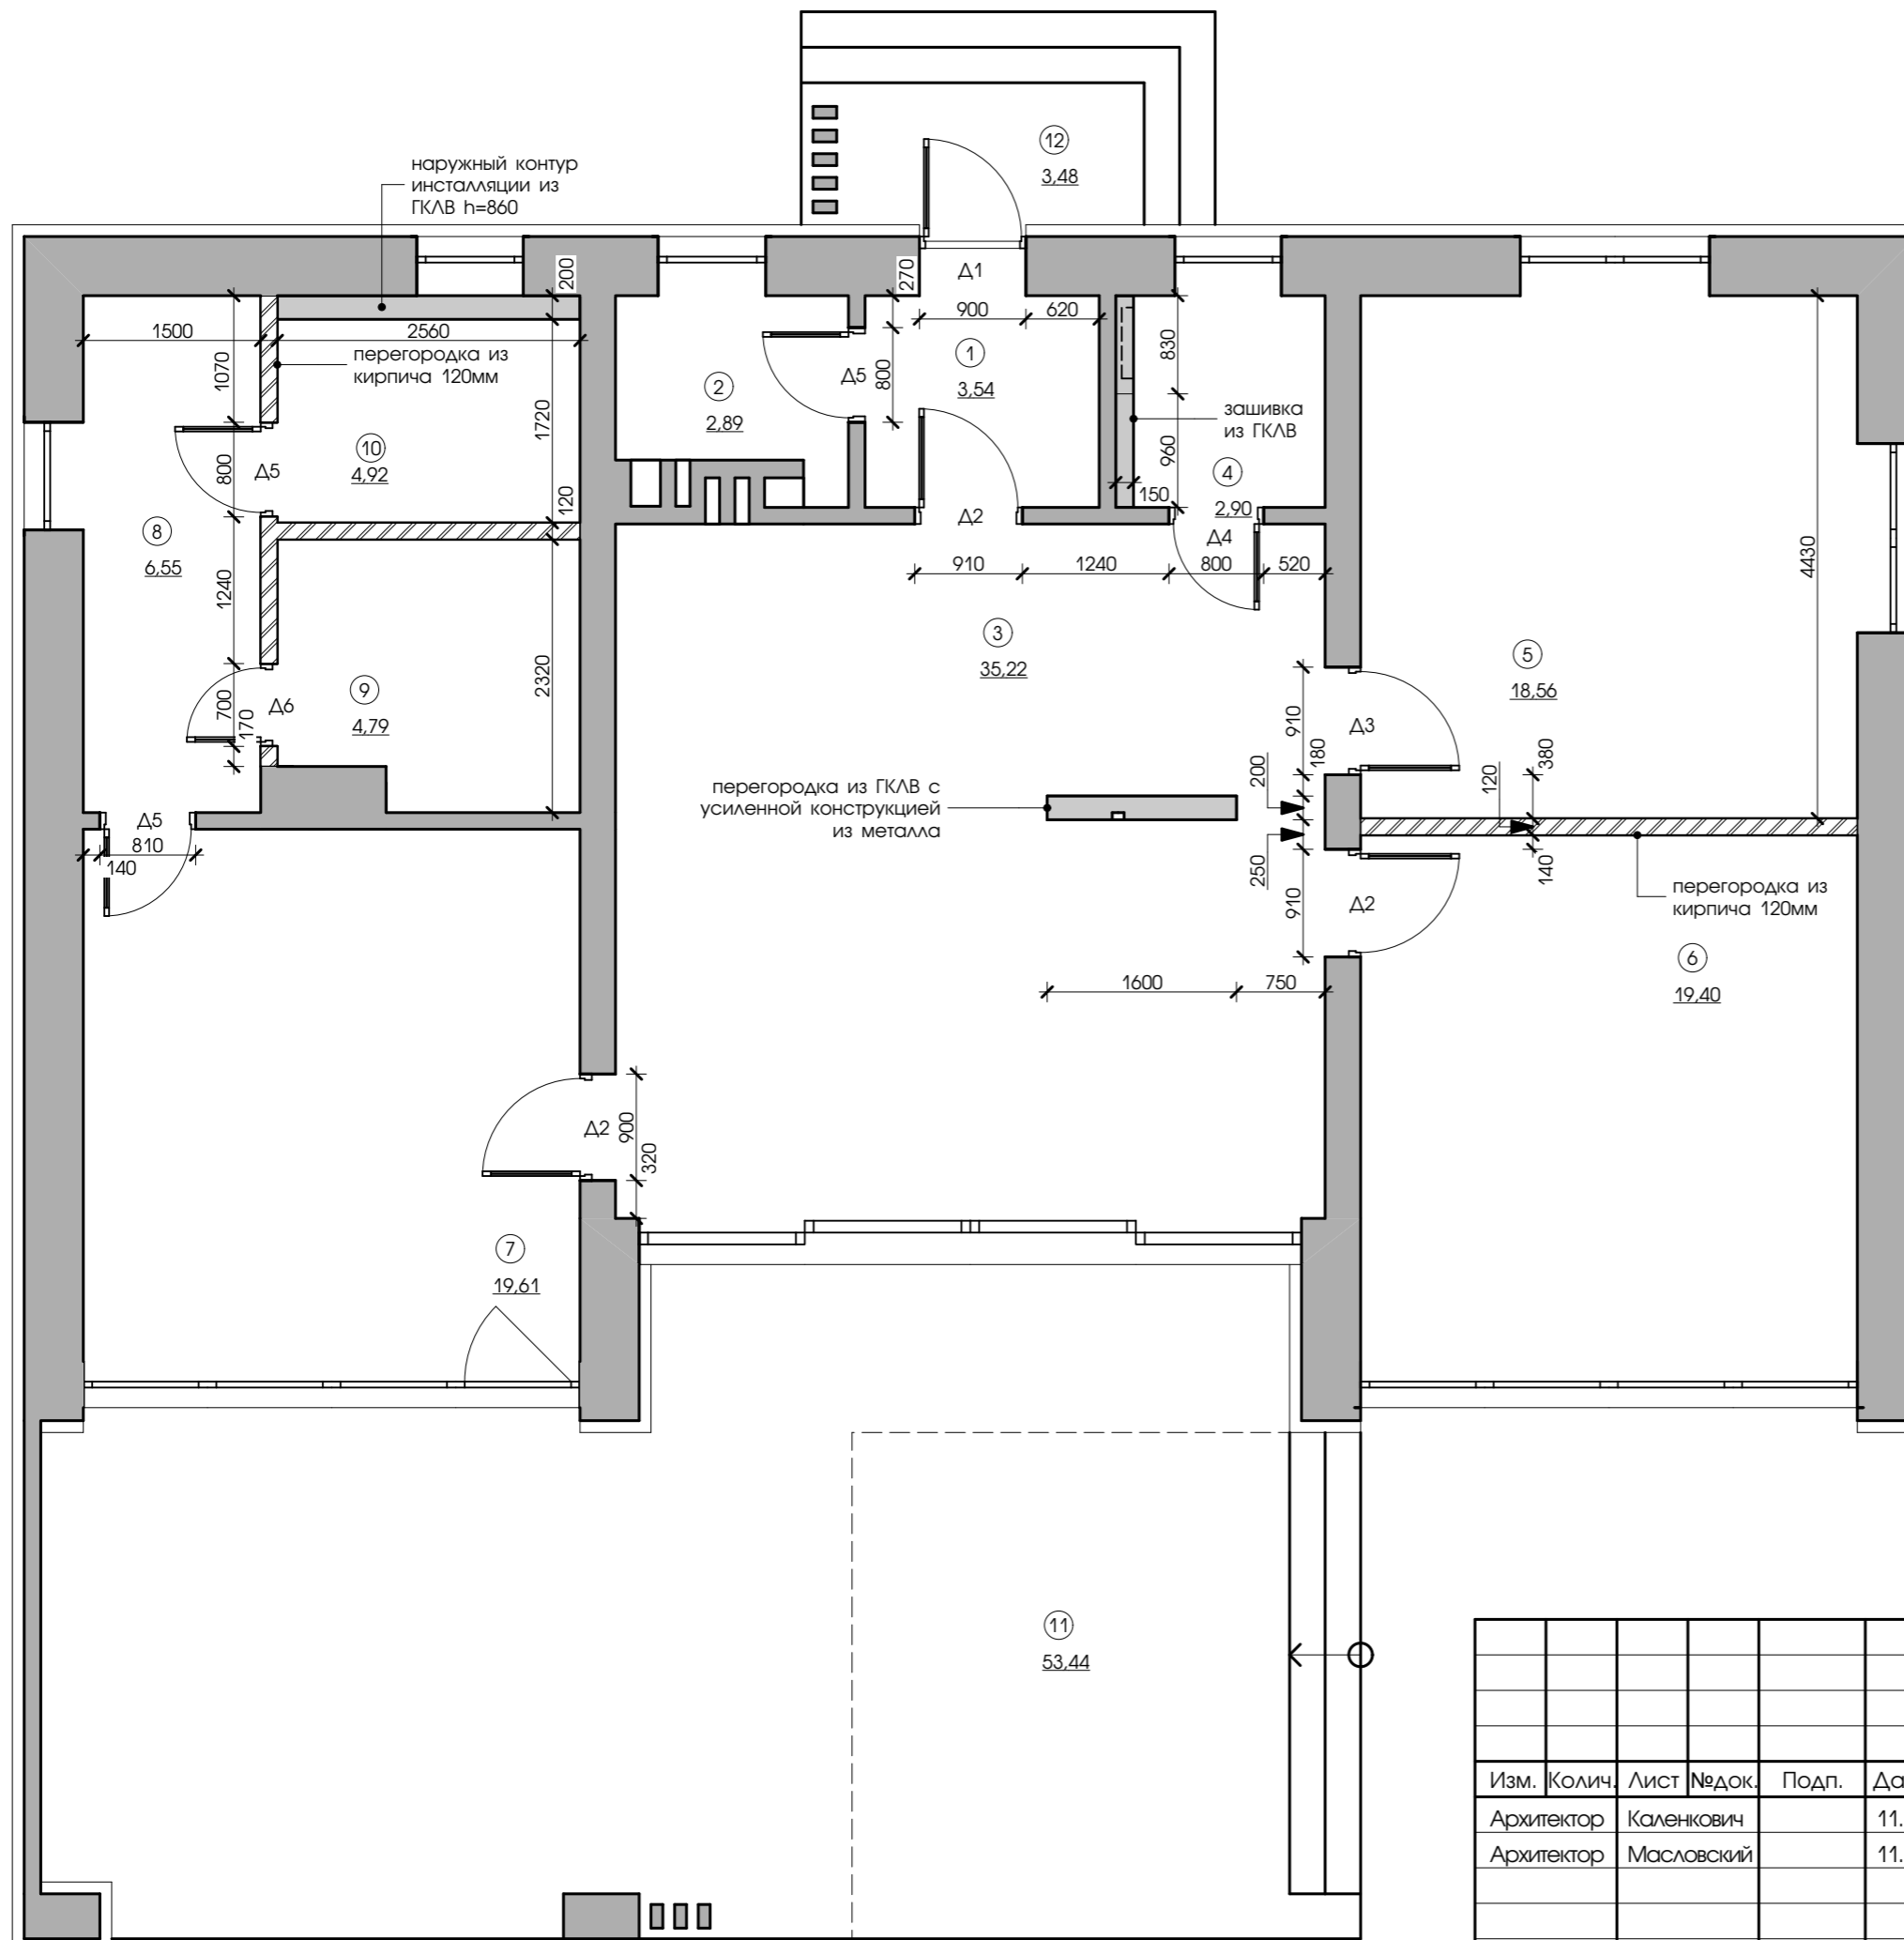 12
3,48
наружный контур
инсталляции из
ГКЛВ h=860
200
270
Д1
1500
2560
900
620
перегородка из
кирпича 120мм
1070
1720
800
Д5
1
3,54
2
2,89
830
зашивка
из ГКЛВ
960
10
4,92
800
Д5
120
4
2,90
150
8
6,55
Д2
Д4
910
1240
800
520
4430
1240
3
35,22
5
18,56
9
4,79
2320
700
170
Д6
910
Д3
180
200
380
120
перегородка из ГКЛВ с
усиленной конструкцией
из металла
Д5
810
140
250
910
140
Д2
перегородка из
кирпича 120мм
6
19,40
1600
750
Д2
900
320
7
19,61
11
53,44
Изм.
Колич.
Лист
№док.
Подп.
Да
Архитектор
Каленкович
11.
Архитектор
Масловский
11.